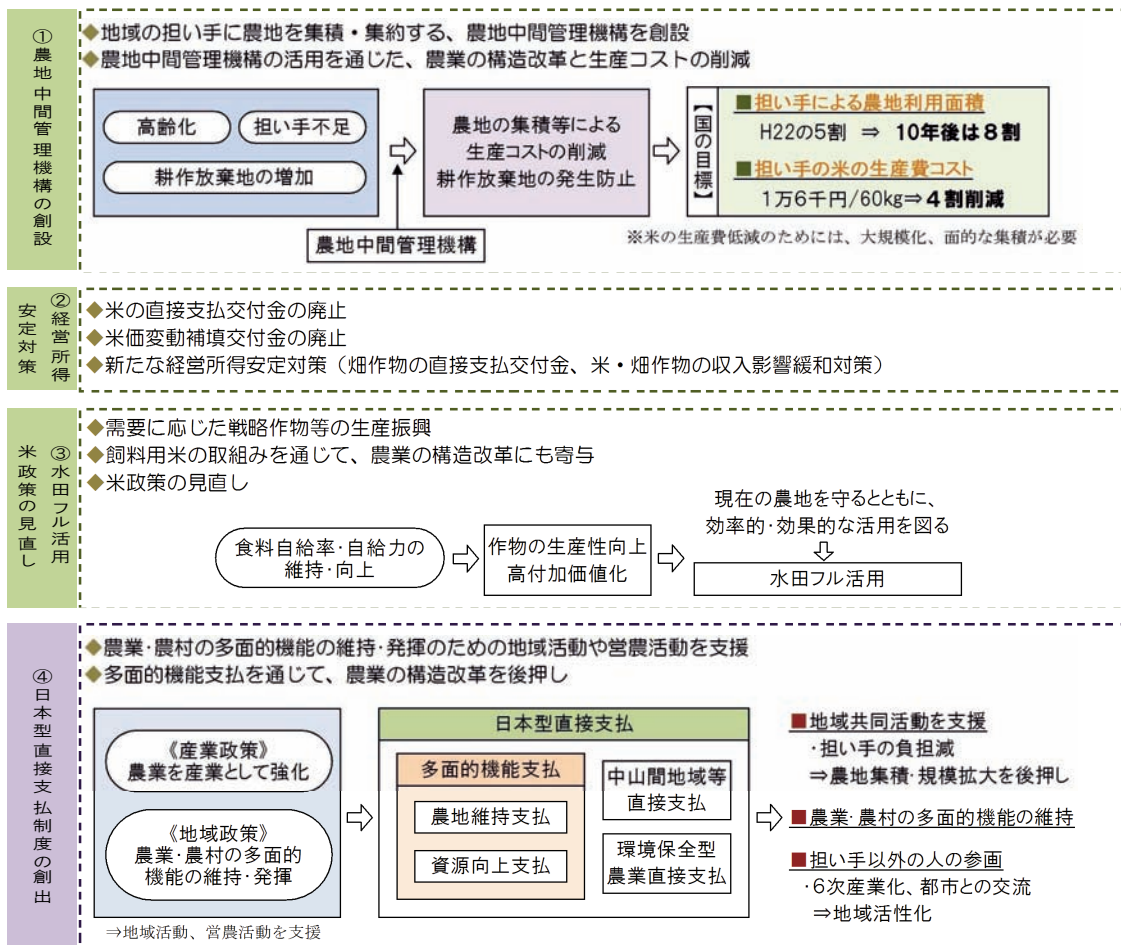 ①農地中間管理機構の創設
◆地域の担い手に農地を集積・集約する、農地中間管理機構を創設
◆農地中間管理機構の活用を通じた、農業の構造改革と生産コストの削減
高齢化
担い手不足
耕作放棄地の増加
農地中間管理機構
農地の集積等による
生産コストの削減
耕作放棄地の発生防止
【国の目標】
■担い手による農地利用面積
H22の5割 ⇒ 10年後は8割
■担い手の米の生産費コスト
1万6千円/60kg⇒4割削減
※米の生産費低減のためには、大規模化、面的な集積が必要
②経営所得
安定対策
◆米の直接支払交付金の廃止
◆米価変動補填交付金の廃止
◆新たな経営所得安定対策（畑作物の直接支払交付金、米・畑作物の収入影響緩和対策）
③水田フル活用
米政策の見直し
◆需要に応じた戦略作物等の生産振興
◆飼料用米の取組みを通じて、農業の構造改革にも寄与
◆米政策の見直し
食料自給率・自給力の
維持・向上
作物の生産性向上
高付加価値化
現在の農地を守るとともに、
効率的・効果的な活用を図る
水田フル活用
④日本型直接支払制度の創出
◆農業・農村の多面的機能の維持・発揮のための地域活動や営農活動を支援
◆多面的機能支払を通じて、農業の構造改革を後押し
《産業政策》
農業を産業として強化
《地域政策》
農業・農村の多面的
機能の維持・発揮
⇒地域活動、営農活動を支援
日本型直接支払
多面的機能支払
農地維持支払
資源向上支払
中山間地域等
直接支払
環境保全型
農業直接支払
■地域共同活動を支援
・担い手の負担減
⇒農地集積・規模拡大を後押し
■農業・農村の多面的機能の維持
■担い手以外の人の参画
・6次産業化、都市との交流
⇒地域活性化